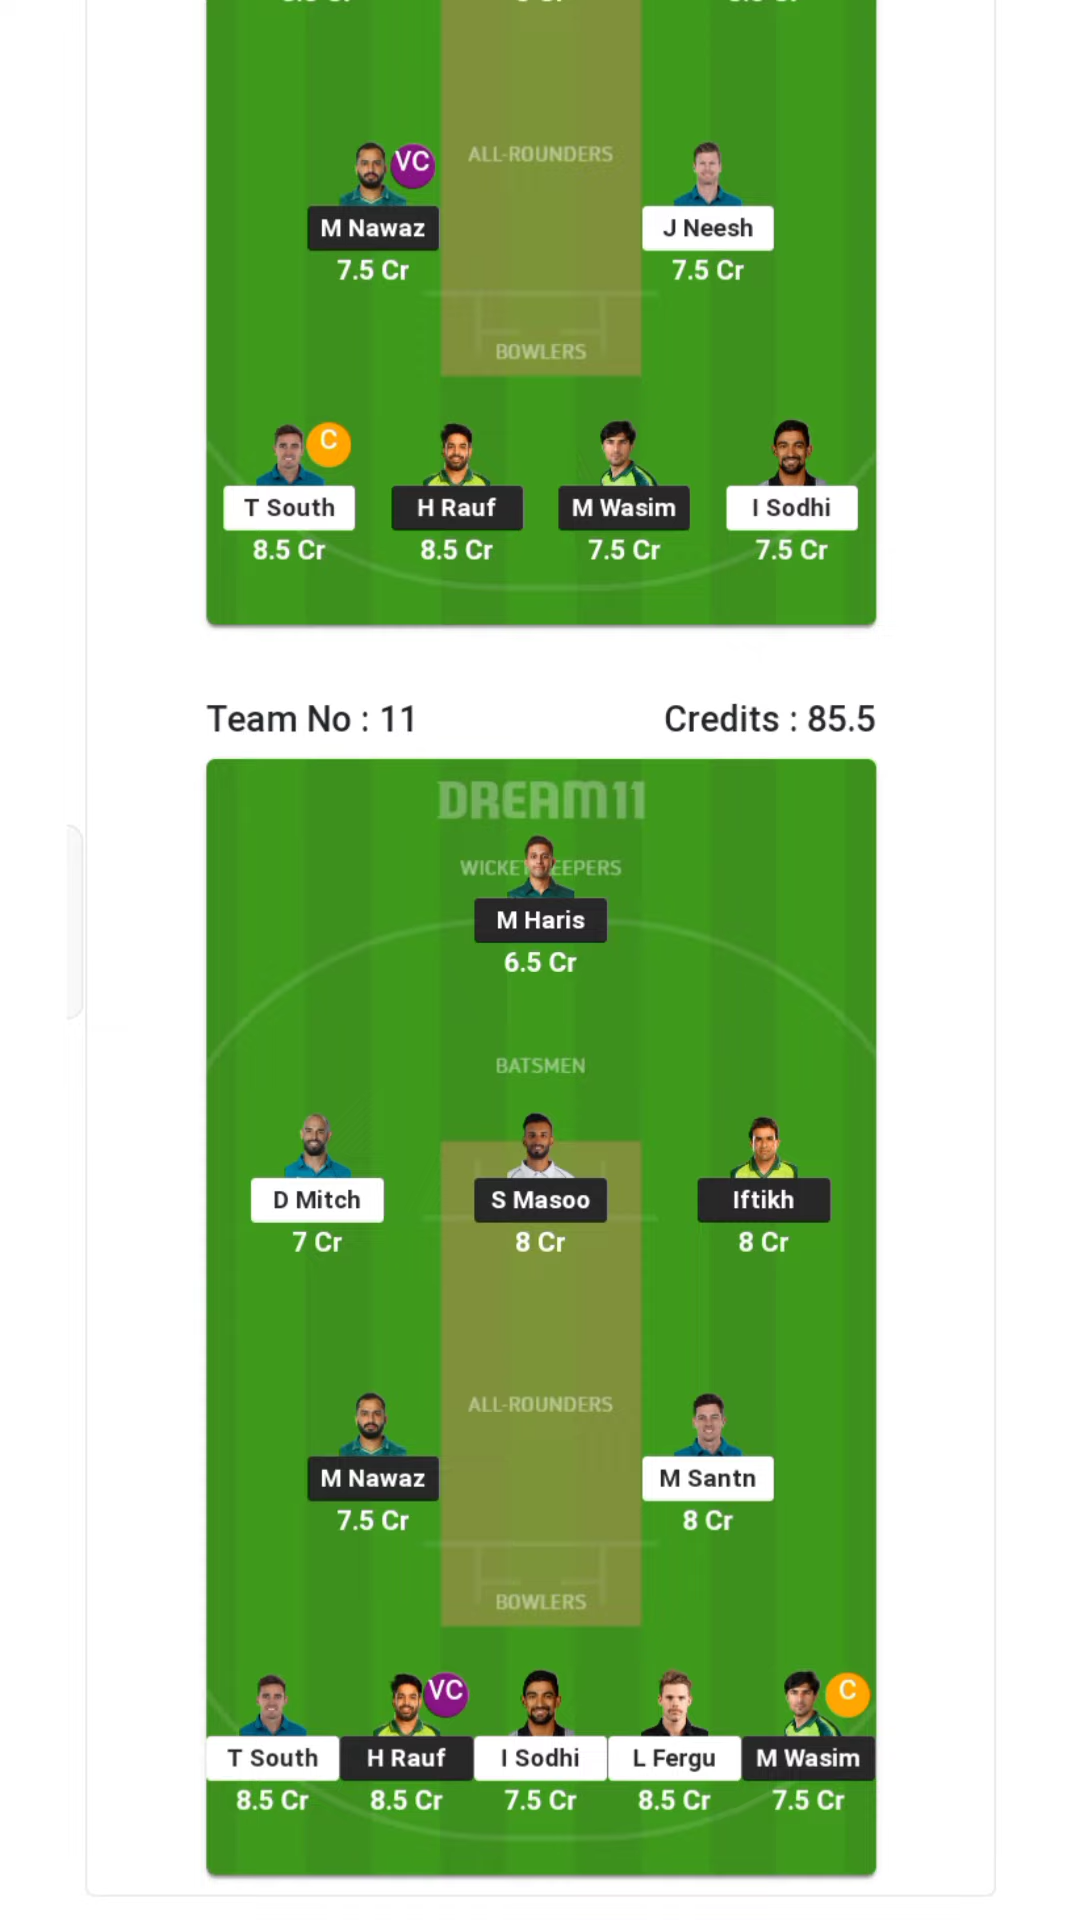 ALL-ROUNDERS
VC
M Nawaz J Neesh
7.5 Cr 7.5 Cr
BOWLERS
C
T South H Rauf M Wasim I Sodhi
8.5 Cr 8.5 Cr 7.5 Cr 7.5 Cr
Team No : 11 Credits : 85.5
DREAM11
M Haris
6.5 Cr
BATSMEN
D Mitch S Masoo Iftikh
7 Cr 8 Cr 8 Cr
ALL-ROUNDERS
M Nawaz M Santn
7.5 Cr 8 Cr
BOWLERS
VC C
T South H Rauf I Sodhi L Fergu M Wasim
8.5 Cr 8.5 Cr 7.5 Cr 8.5 Cr 7.5 Cr